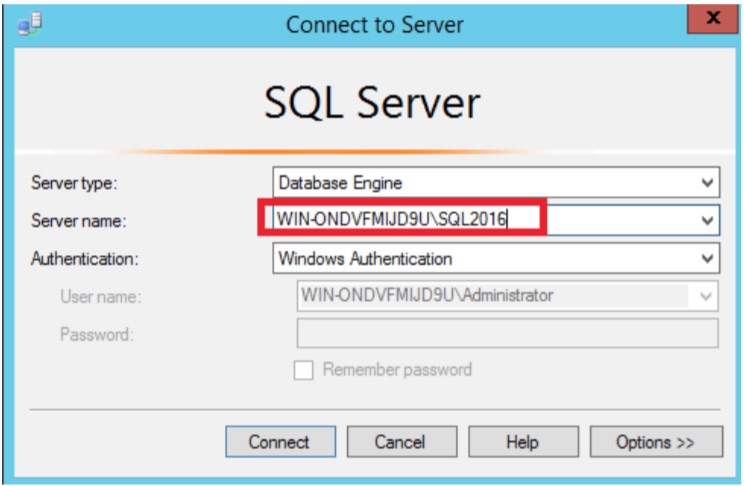 Connect to Server
x
SQL Server
Server type: Database Engine
Server name: WIN-ONDVFMIJD9U\SQL2016
Authentication: Windows Authentication
User name: WIN-ONDVFMIJD9U\Administrator
Password:
Remember password
Connect Cancel Help Options >>